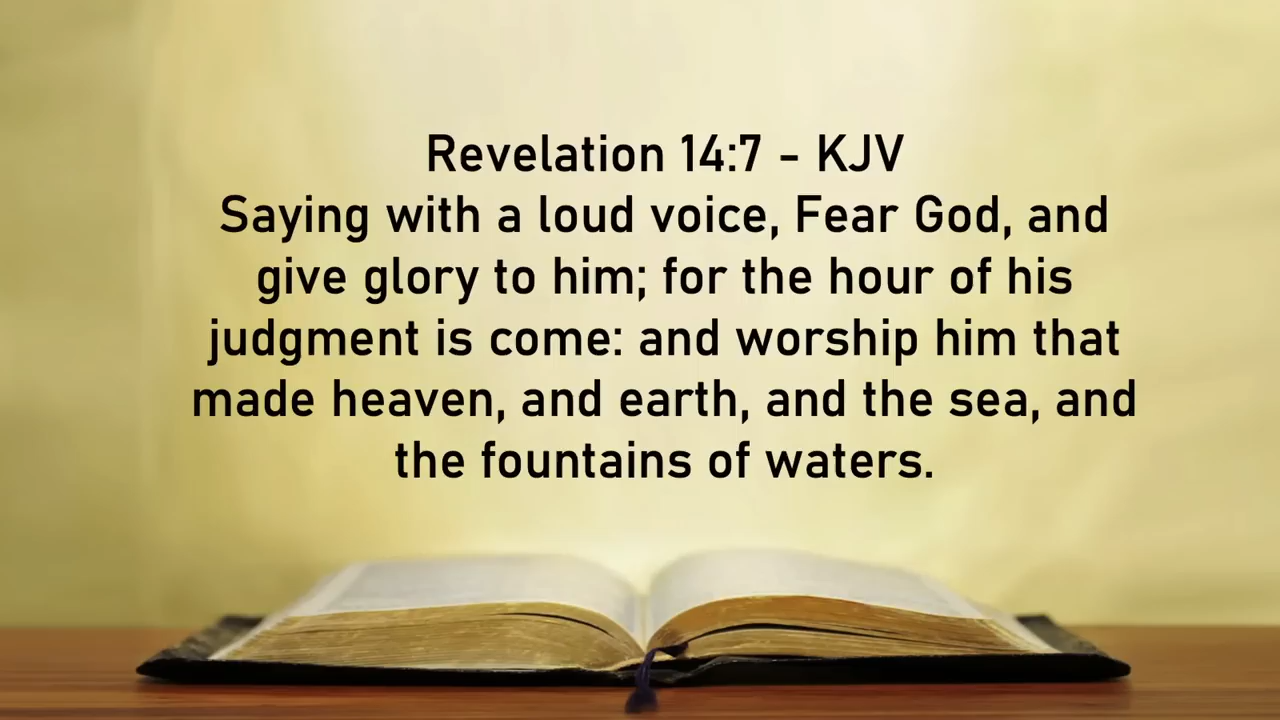 Revelation 14:7 - KJV
Saying with a loud voice, Fear God, and
give glory to him; for the hour of his
judgment is come: and worship him that
made heaven, and earth, and the sea, and
the fountains of waters.